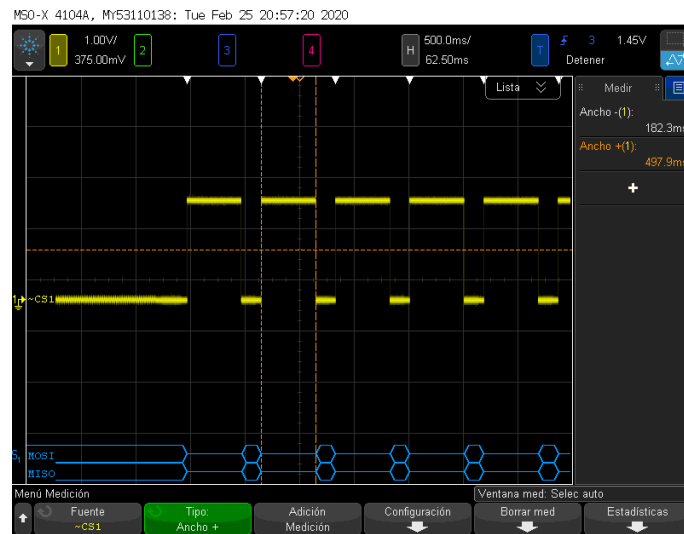 MSO-X 4104A, MY53110138: Tue Feb 25 20:57:20 2020
1 1.00V/ 375.00mV 2 3 4 H 500.0ms/ 62.50ms T 3 1.45V Detener
Lista
Medir
Ancho -(1):
182.3ms
Ancho +(1):
497.9ms
+
1 ~CS1
S1 MOSI
MISO
Menú Medición
Ventana med: Selec auto
Fuente ~CS1
Tipo: Ancho +
Adición Medición
Configuración
Borrar med
Estadísticas